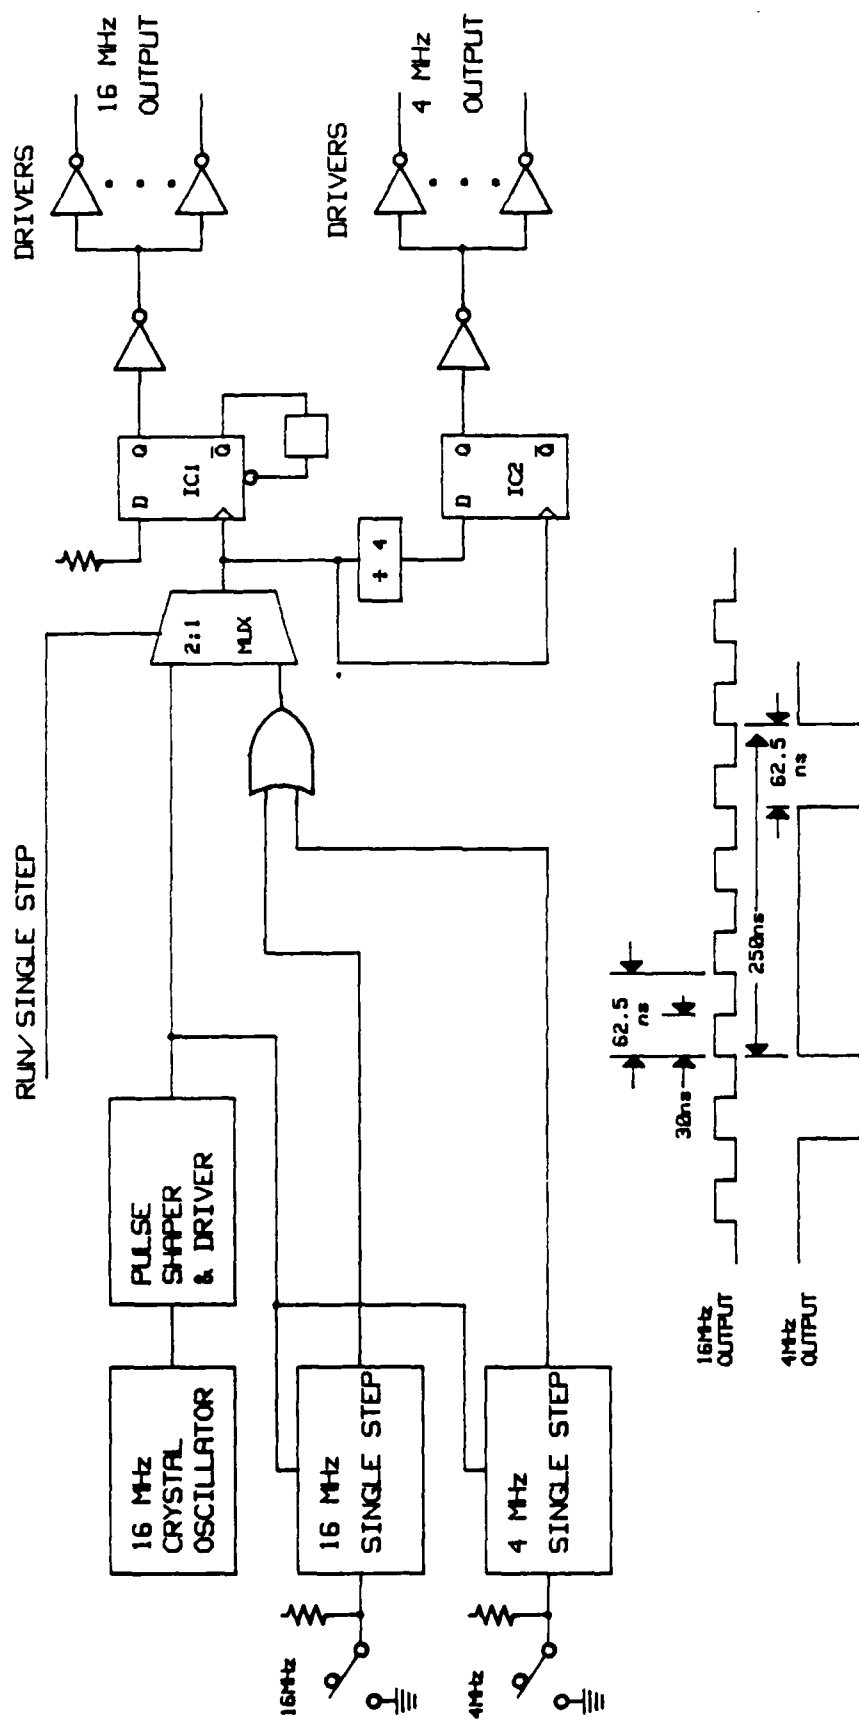 RUN/SINGLE STEP
16 MHz
CRYSTAL
OSCILLATOR
PULSE
SHAPER
& DRIVER
2:1
MUX
D
Q
IC1
Q̅
DRIVERS
16 MHz
OUTPUT
16MHz
16 MHz
SINGLE STEP
4MHz
4 MHz
SINGLE STEP
÷ 4
D
Q
IC2
Q̅
DRIVERS
4 MHz
OUTPUT
62.5
ns
30ns
16MHz
OUTPUT
250ns
62.5
ns
4MHz
OUTPUT